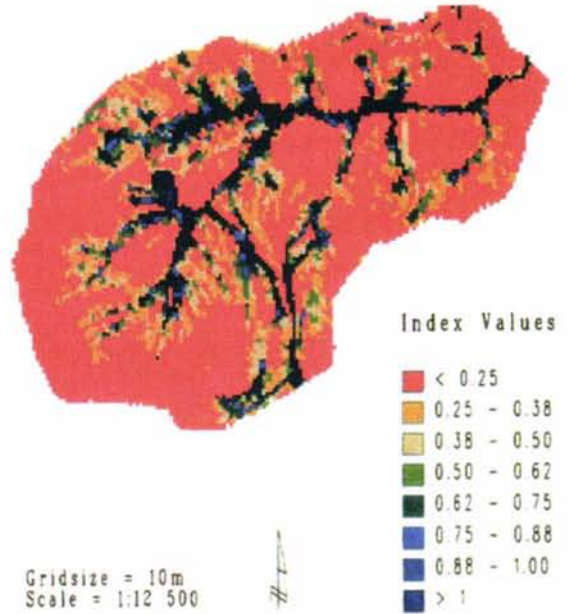 Index Values
< 0.25
0.25 - 0.38
0.38 - 0.50
0.50 - 0.62
0.62 - 0.75
0.75 - 0.88
0.88 - 1.00
> 1
Gridsize = 10m
Scale = 1:12 500